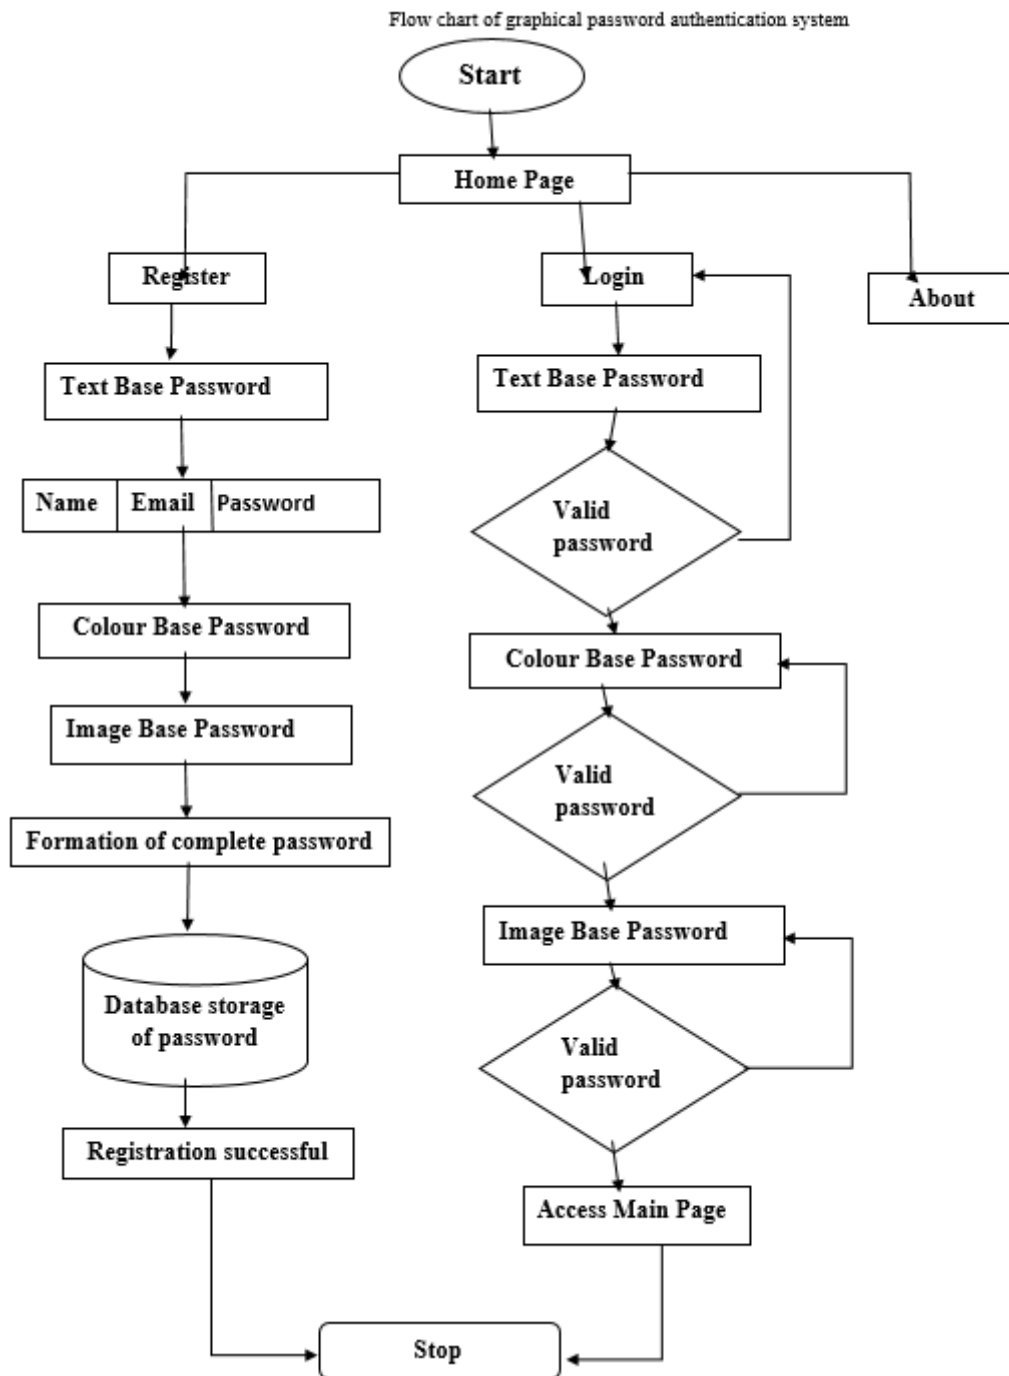 Flow chart of graphical password authentication system
Start
Home Page
Register
Login
About
Text Base Password
Text Base Password
Name Email Password
Valid
password
Colour Base Password
Colour Base Password
Image Base Password
Valid
password
Formation of complete password
Image Base Password
Database storage
of password
Valid
password
Registration successful
Access Main Page
Stop